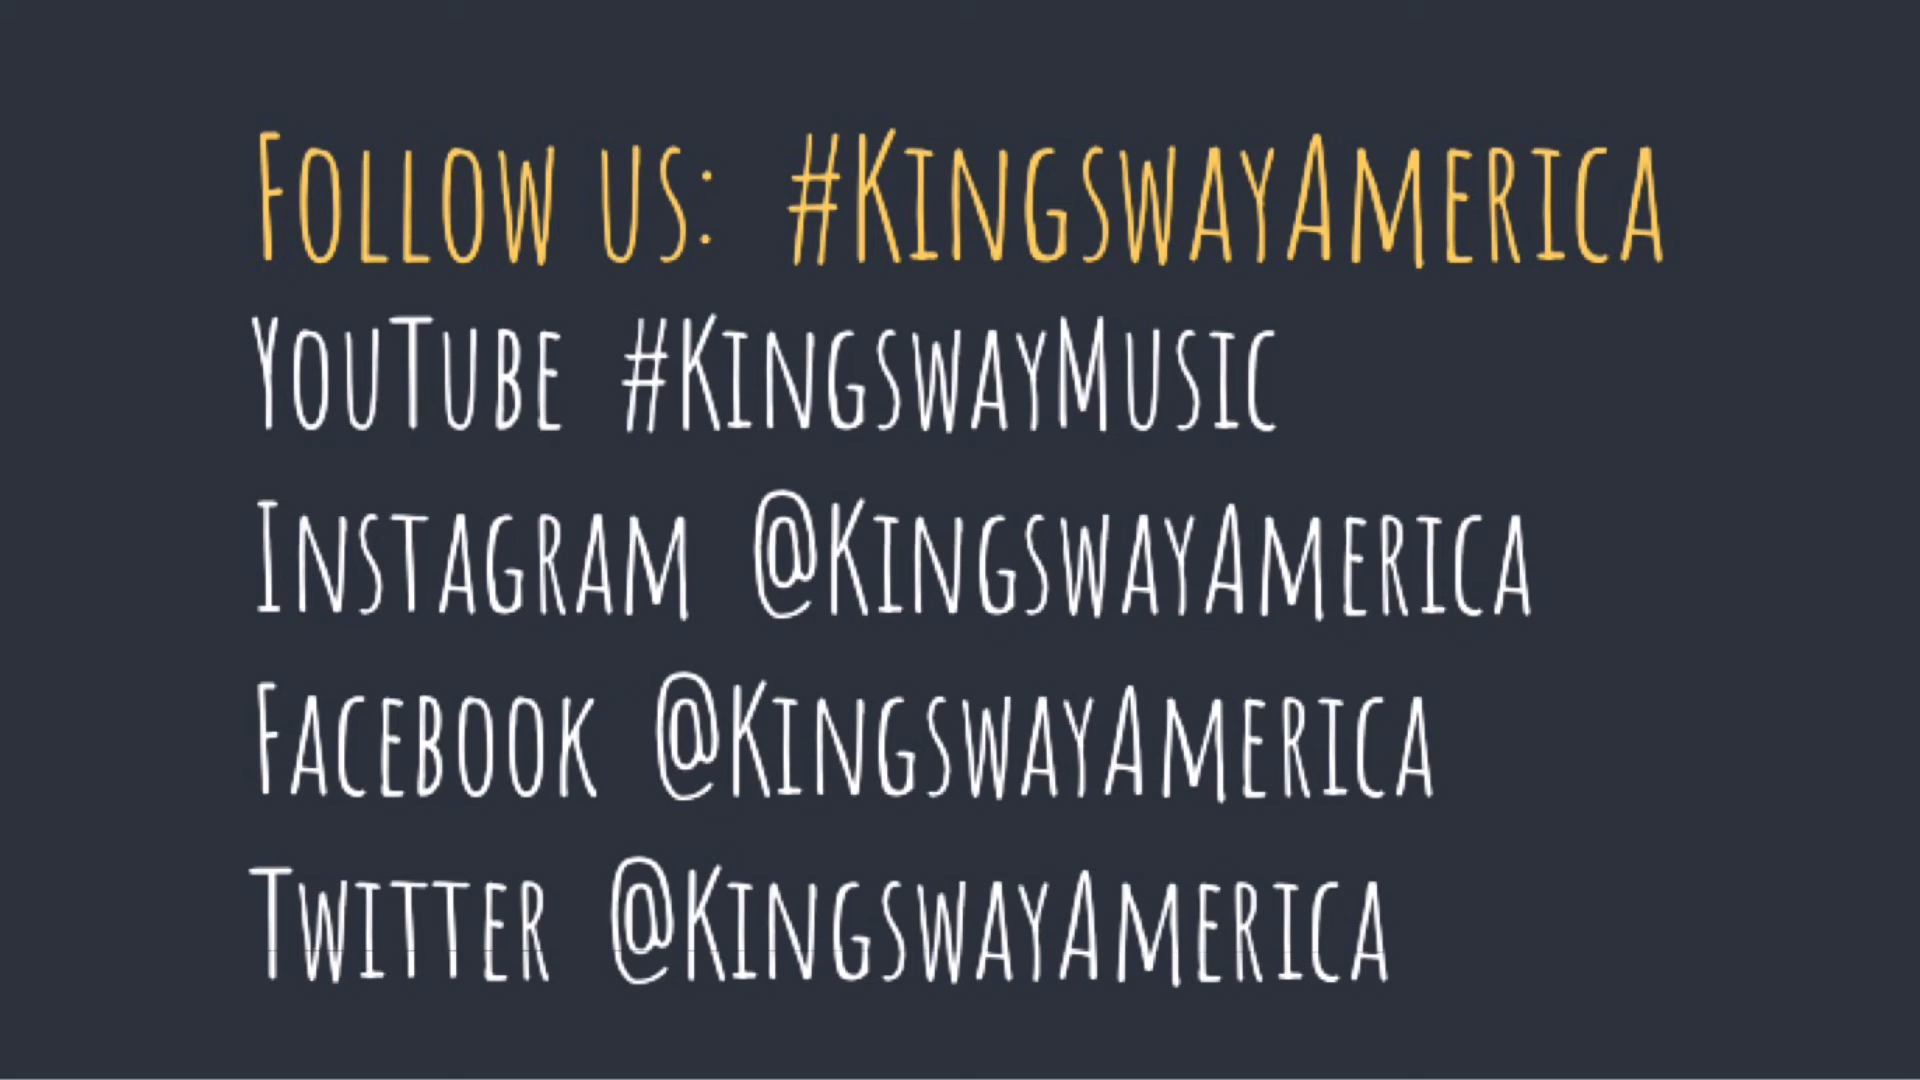 Follow us: #KingswayAmerica
YouTube #KingswayMusic
Instagram @KingswayAmerica
Facebook @KingswayAmerica
Twitter @KingswayAmerica